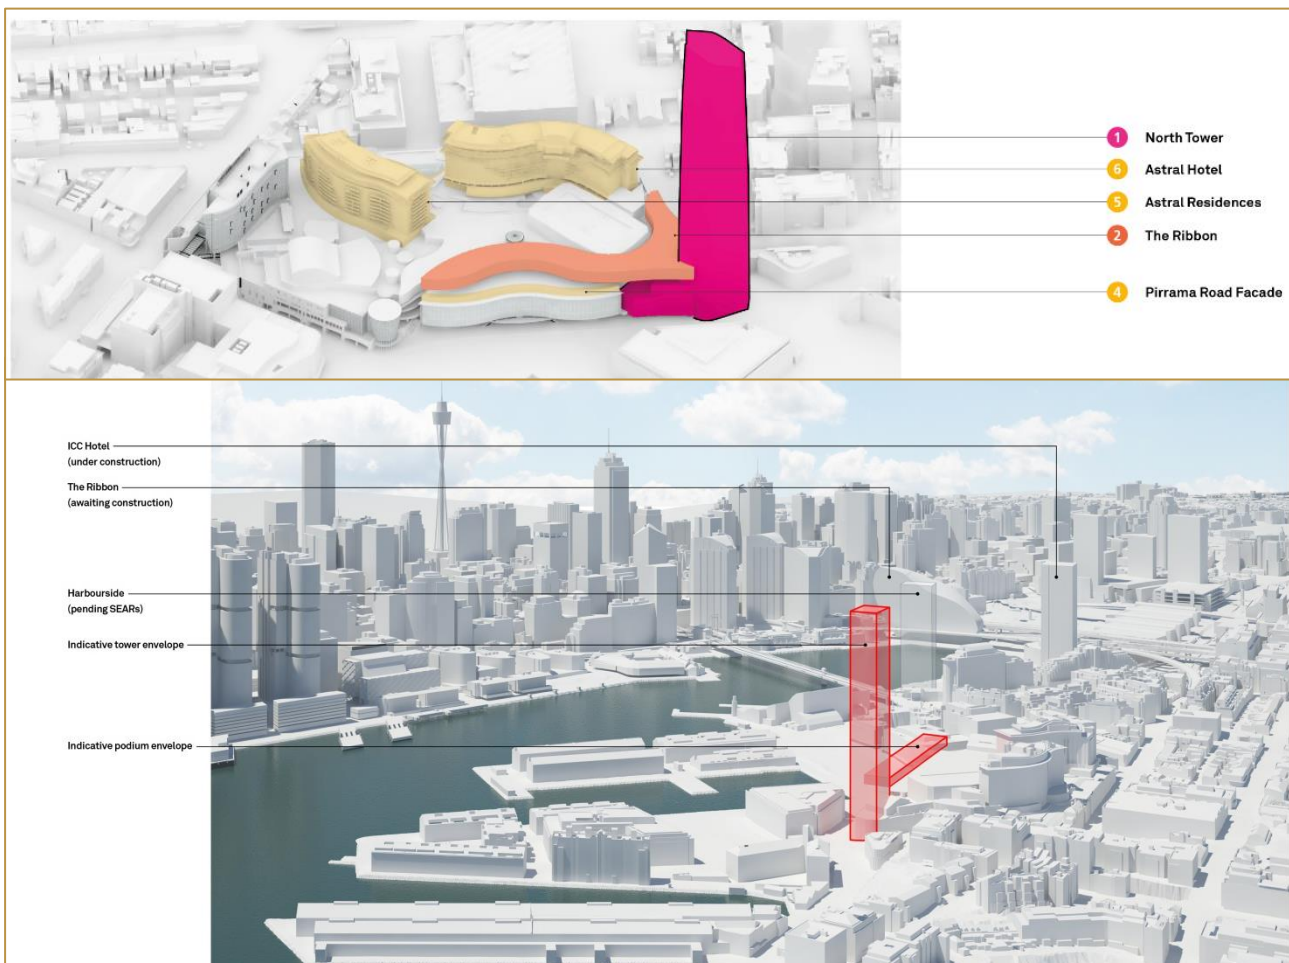 1 North Tower
6 Astral Hotel
5 Astral Residences
2 The Ribbon
4 Pirrama Road Facade
ICC Hotel
(under construction)
The Ribbon
(awaiting construction)
Harbourside
(pending SEARs)
Indicative tower envelope
Indicative podium envelope